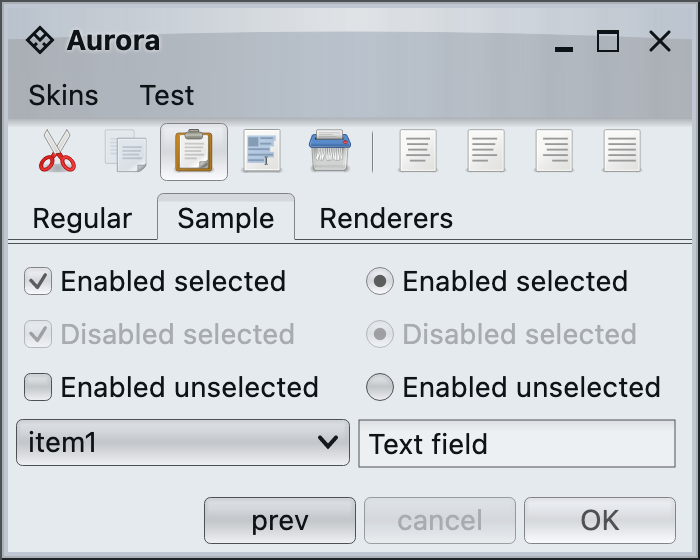 Aurora
Skins Test
Regular Sample Renderers
Enabled selected Enabled selected
Disabled selected Disabled selected
Enabled unselected Enabled unselected
item1 Text field
prev cancel OK